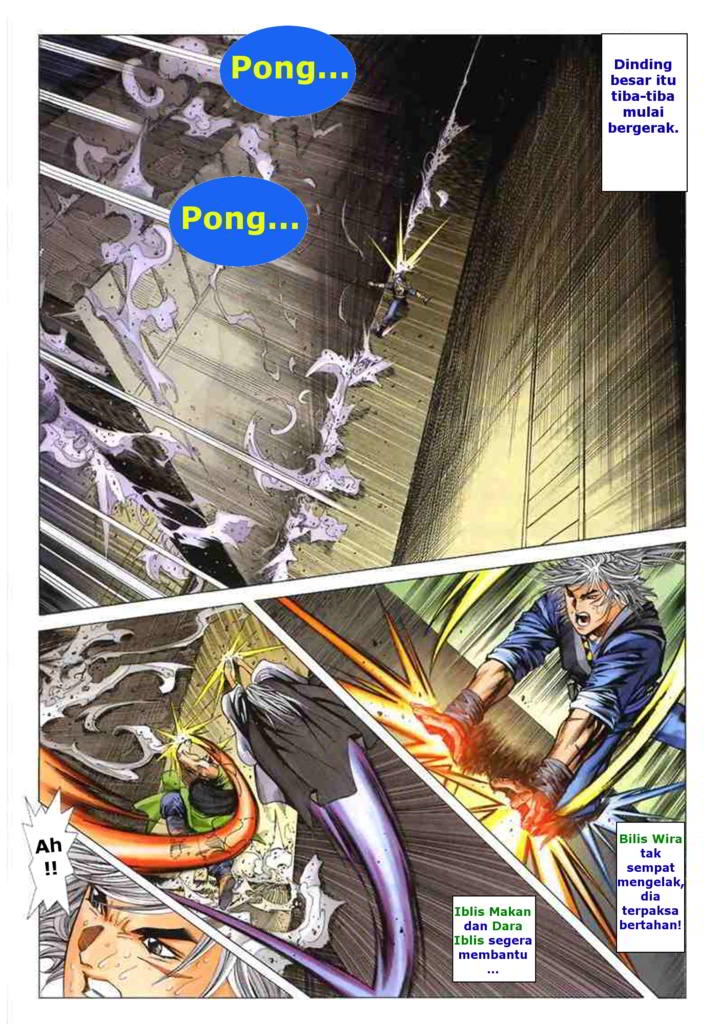 Pong...
Dinding
besar itu
tiba-tiba
mulai
bergerak.
Pong...
Bilis Wira
tak
sempat
mengelak,
dia
terpaksa
bertahan!
Ah
!!
Iblis Makan
dan Dara
Iblis segera
membantu
...